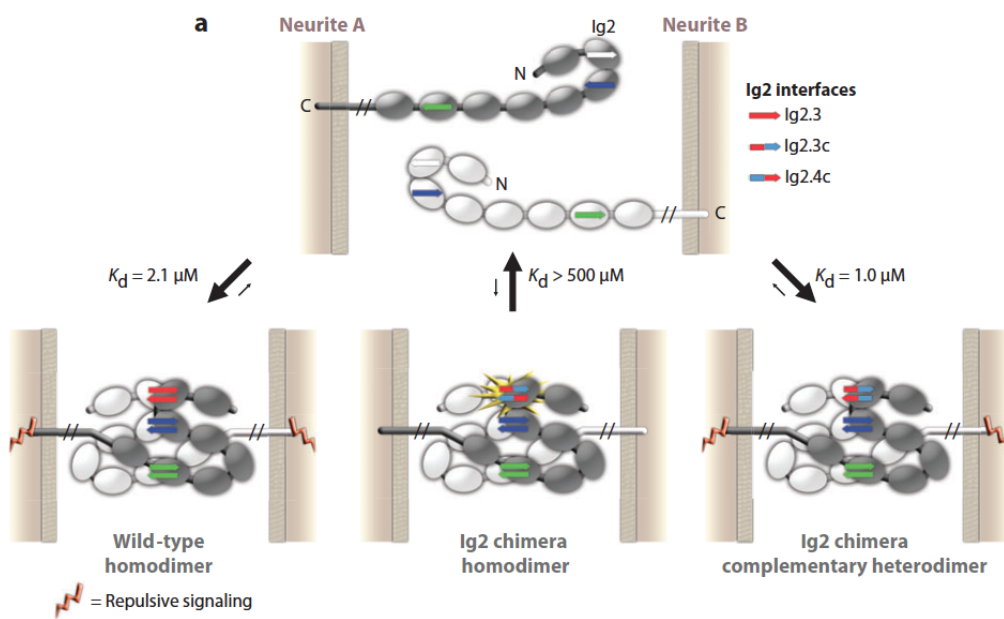 a
Neurite A
Ig2
Neurite B
N
C
Ig2 interfaces
Ig2.3
Ig2.3c
Ig2.4c
N
C
Kd = 2.1 µM
Kd > 500 µM
Kd = 1.0 µM
Wild-type
homodimer
Ig2 chimera
homodimer
Ig2 chimera
complementary heterodimer
= Repulsive signaling